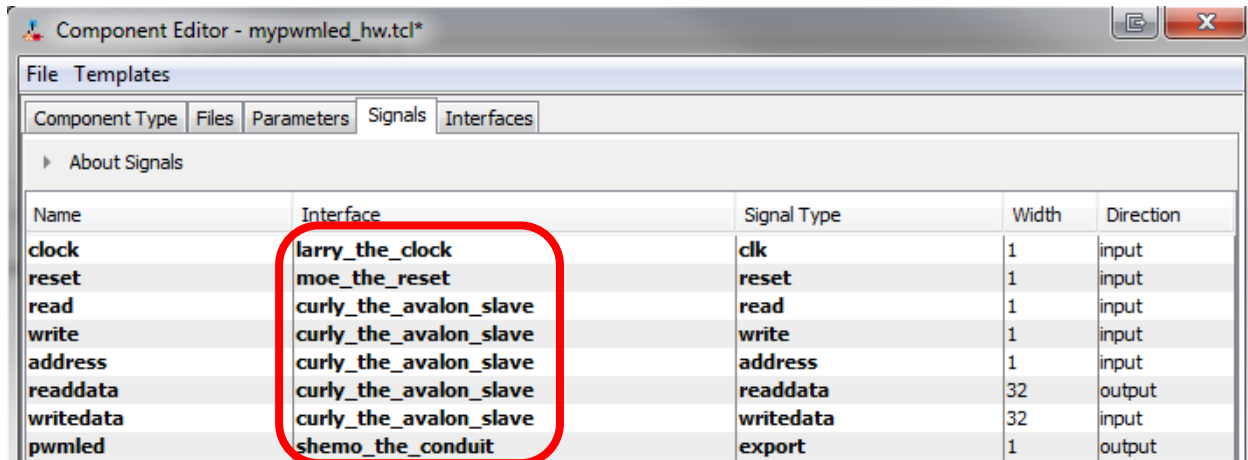 Component Editor - mypwmled_hw.tcl*
File Templates
Component Type Files Parameters Signals Interfaces
About Signals
Name Interface Signal Type Width Direction
clock larry_the_clock clk 1 input
reset moe_the_reset reset 1 input
read curly_the_avalon_slave read 1 input
write curly_the_avalon_slave write 1 input
address curly_the_avalon_slave address 1 input
readdata curly_the_avalon_slave readdata 32 output
writedata curly_the_avalon_slave writedata 32 input
pwmled shemo_the_conduit export 1 output